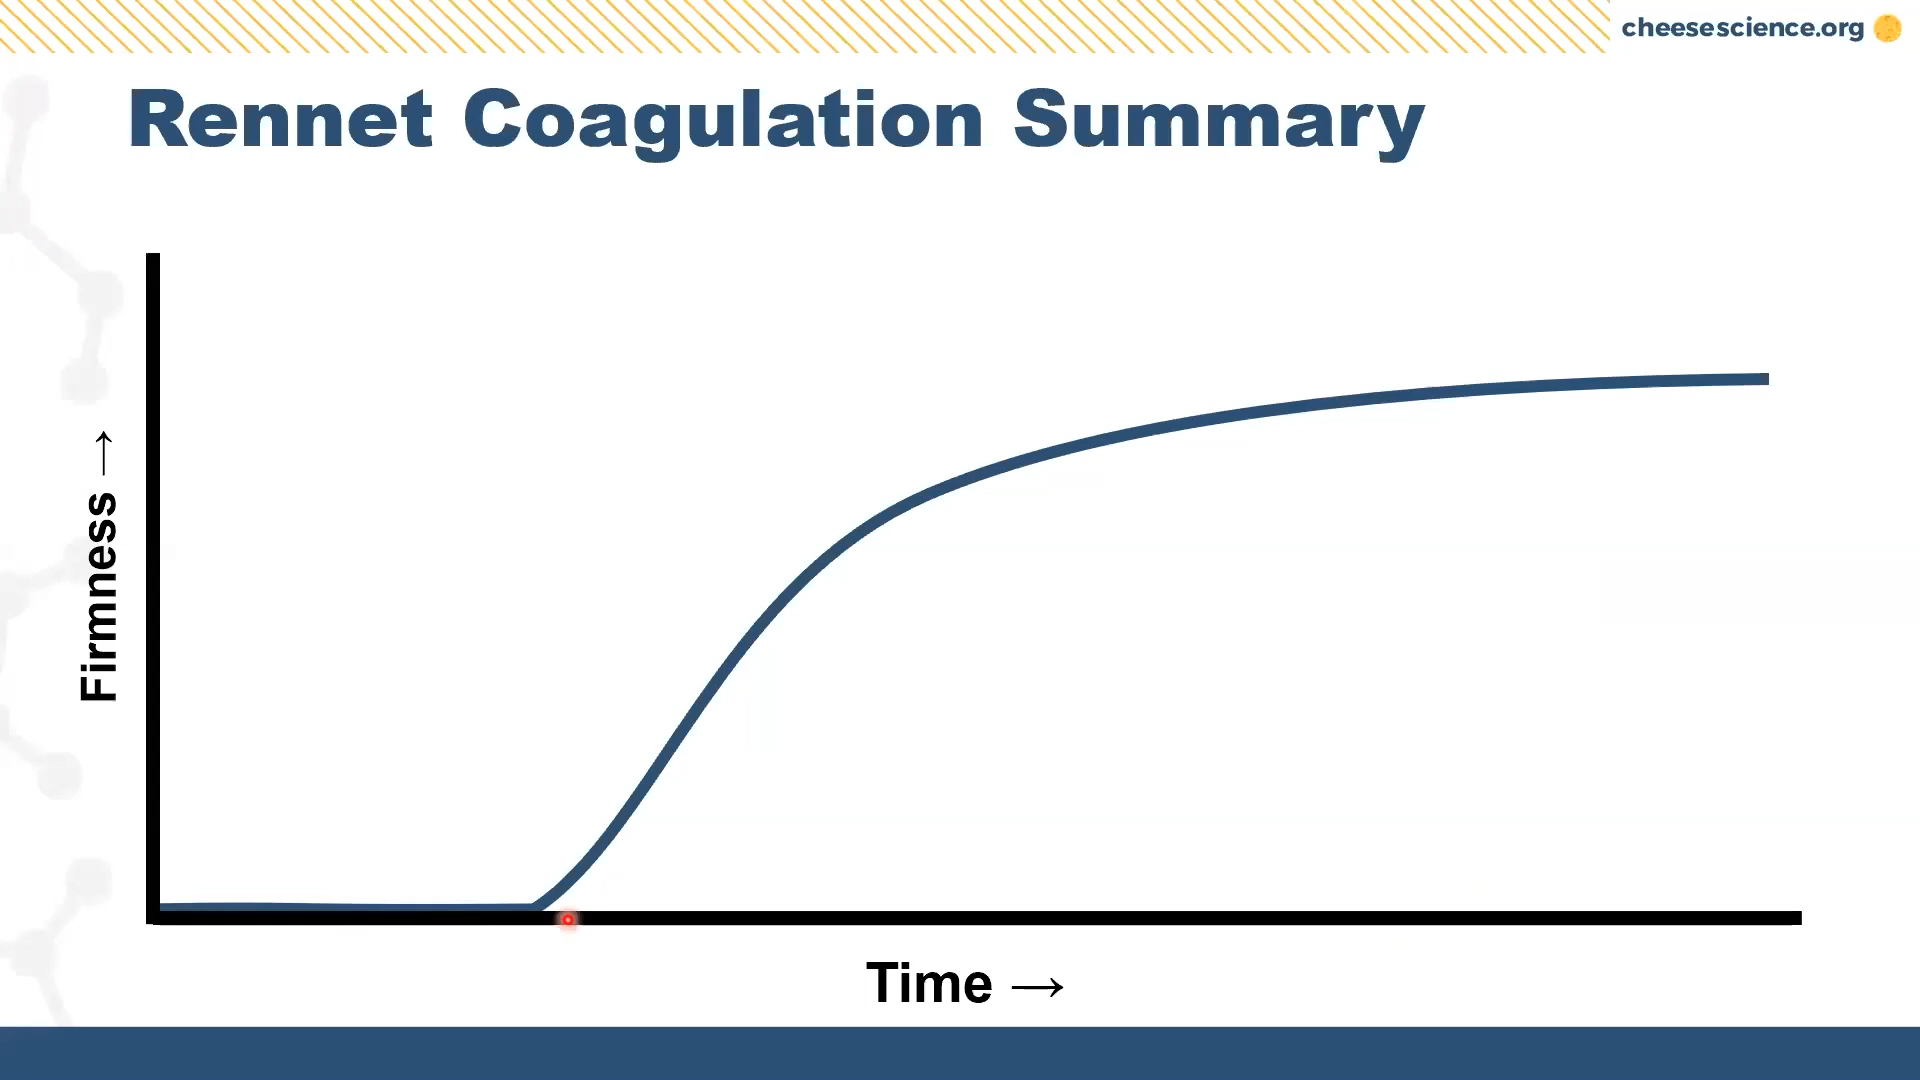 cheesescience.org
Rennet Coagulation Summary
Firmness →
Time →